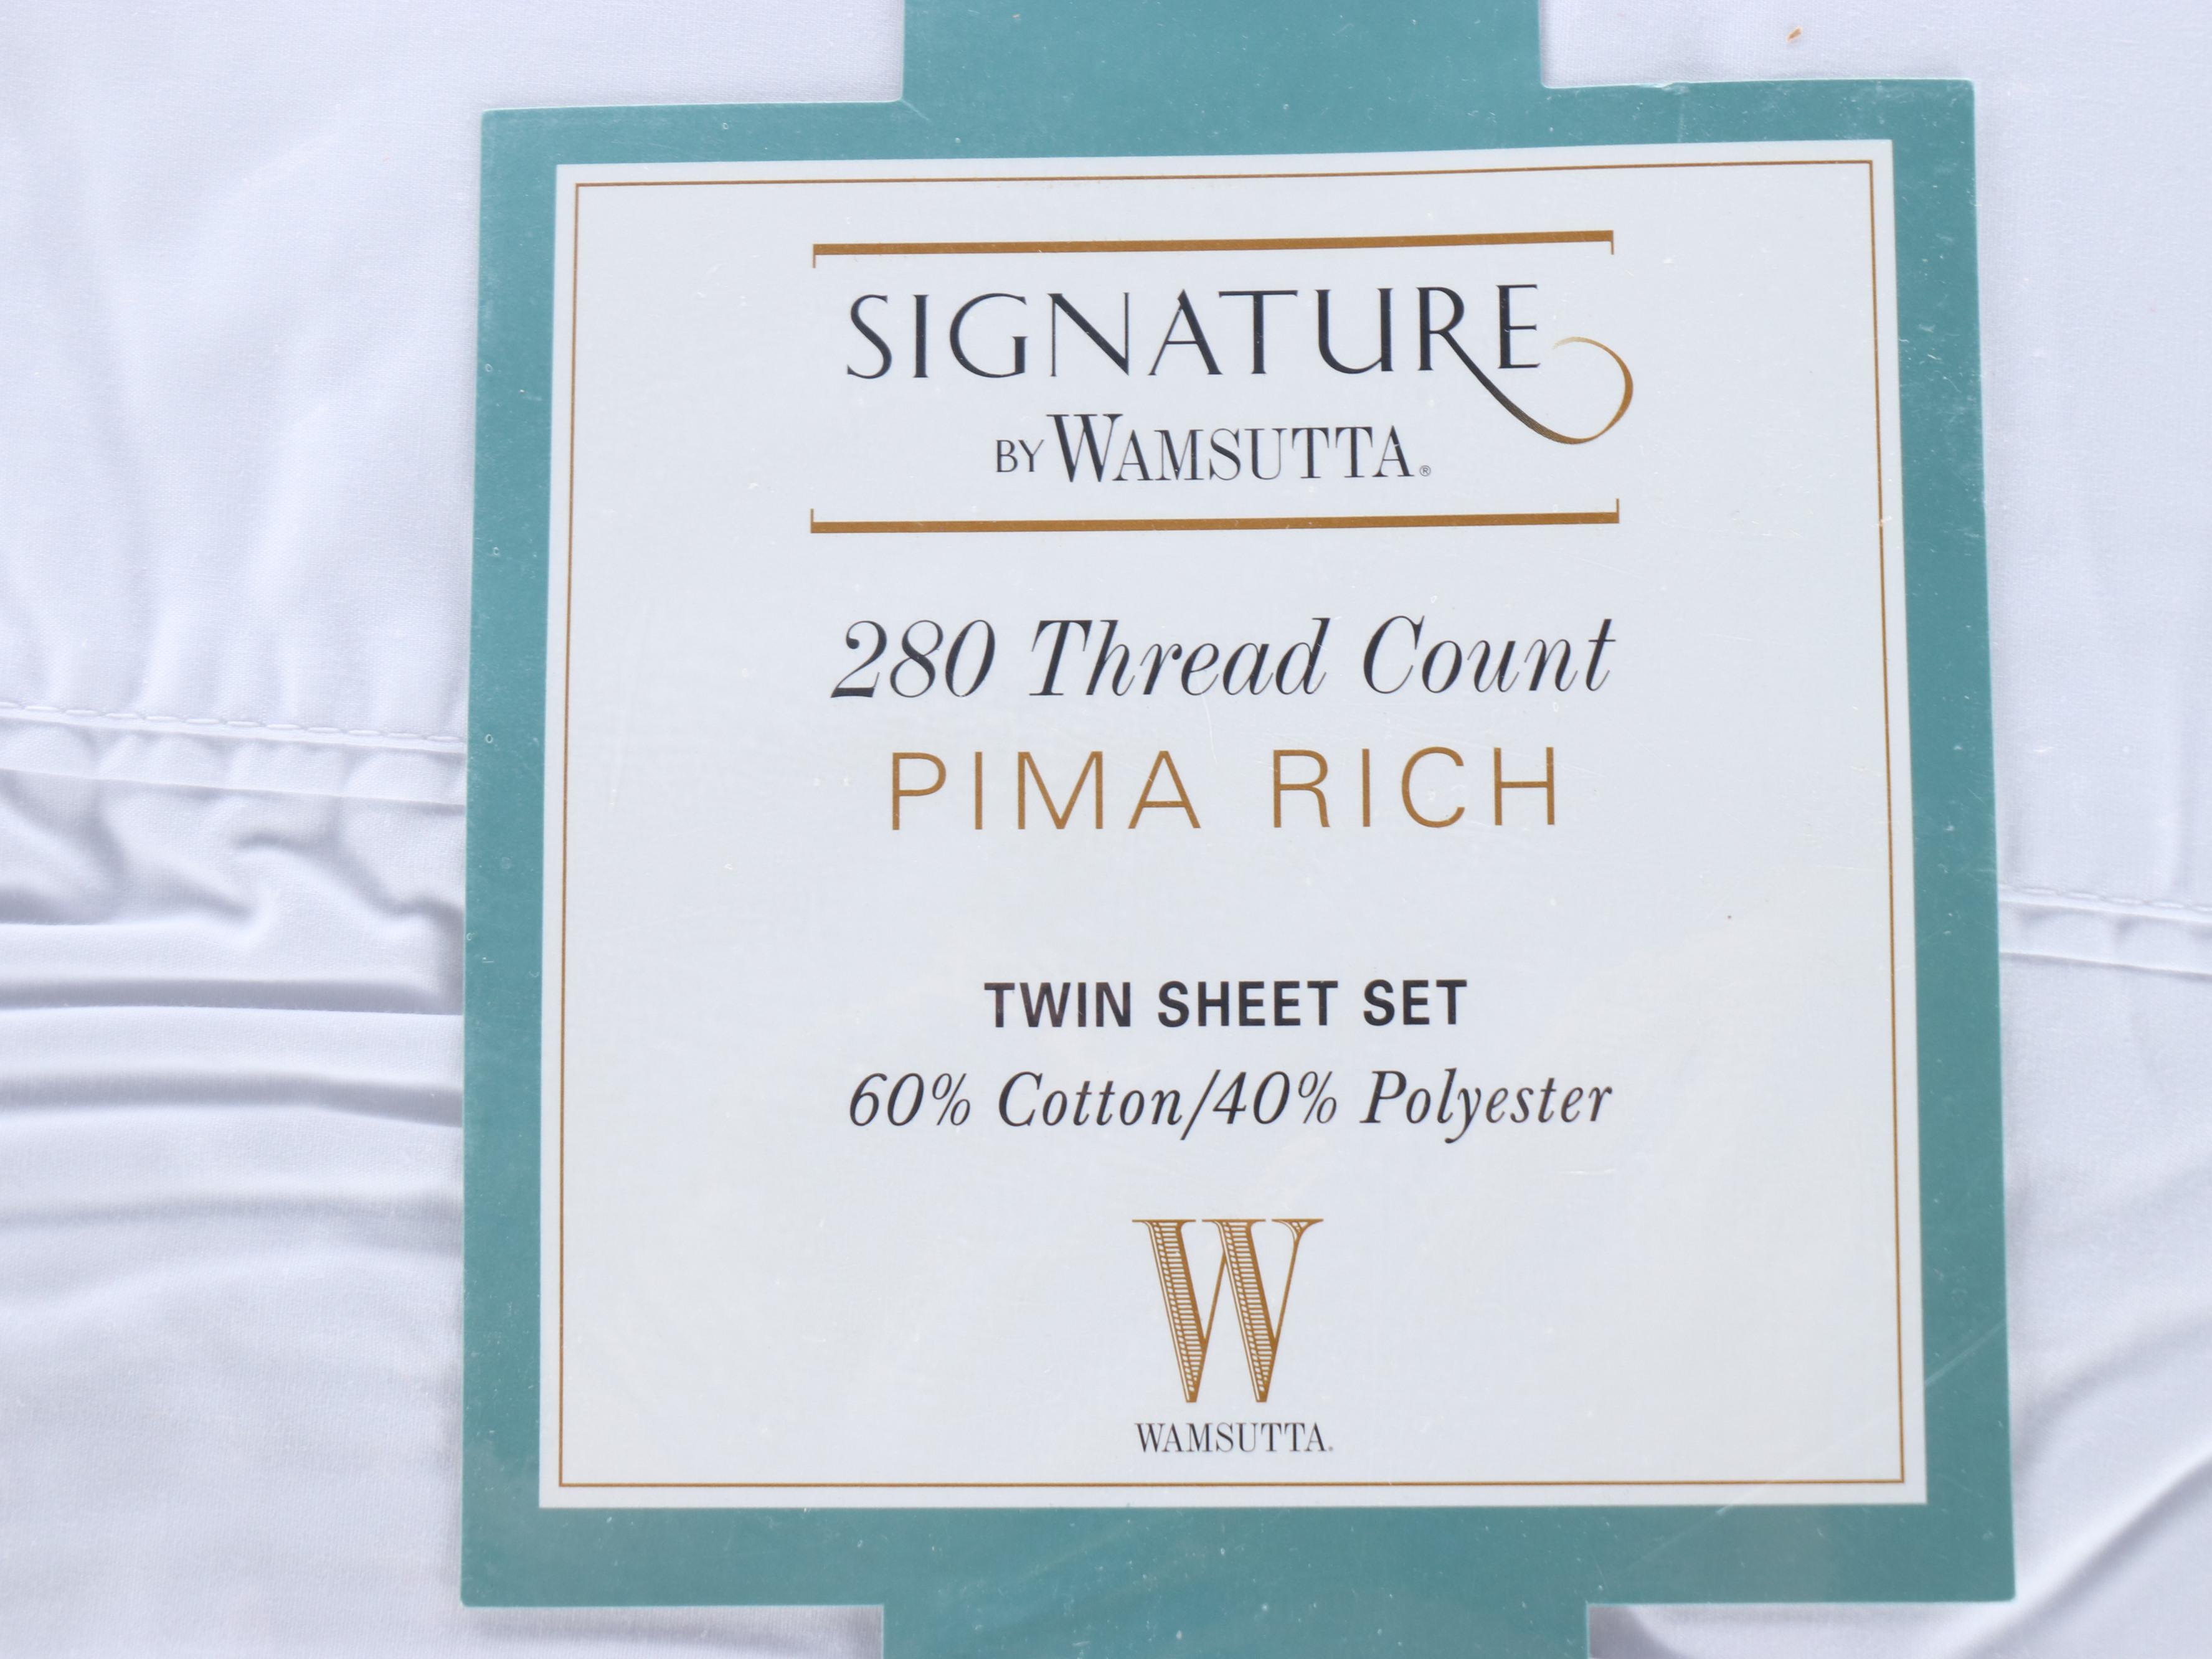 SIGNATURE
BY WAMSUTTA®
280 Thread Count
PIMA RICH
TWIN SHEET SET
60% Cotton/40% Polyester
W
WAMSUTTA®